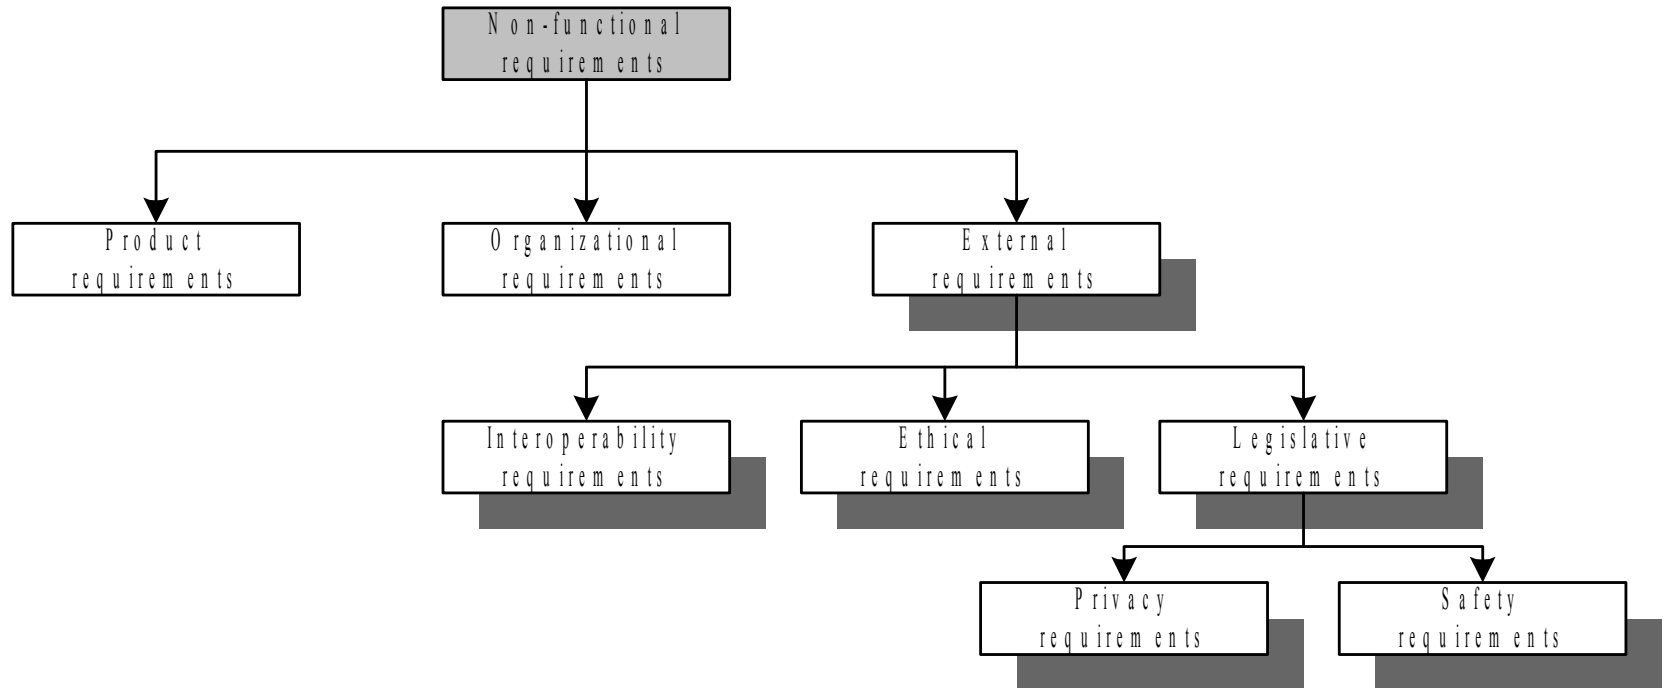 Non-functional
requirements
Product
requirements
Organizational
requirements
External
requirements
Interoperability
requirements
Ethical
requirements
Legislative
requirements
Privacy
requirements
Safety
requirements